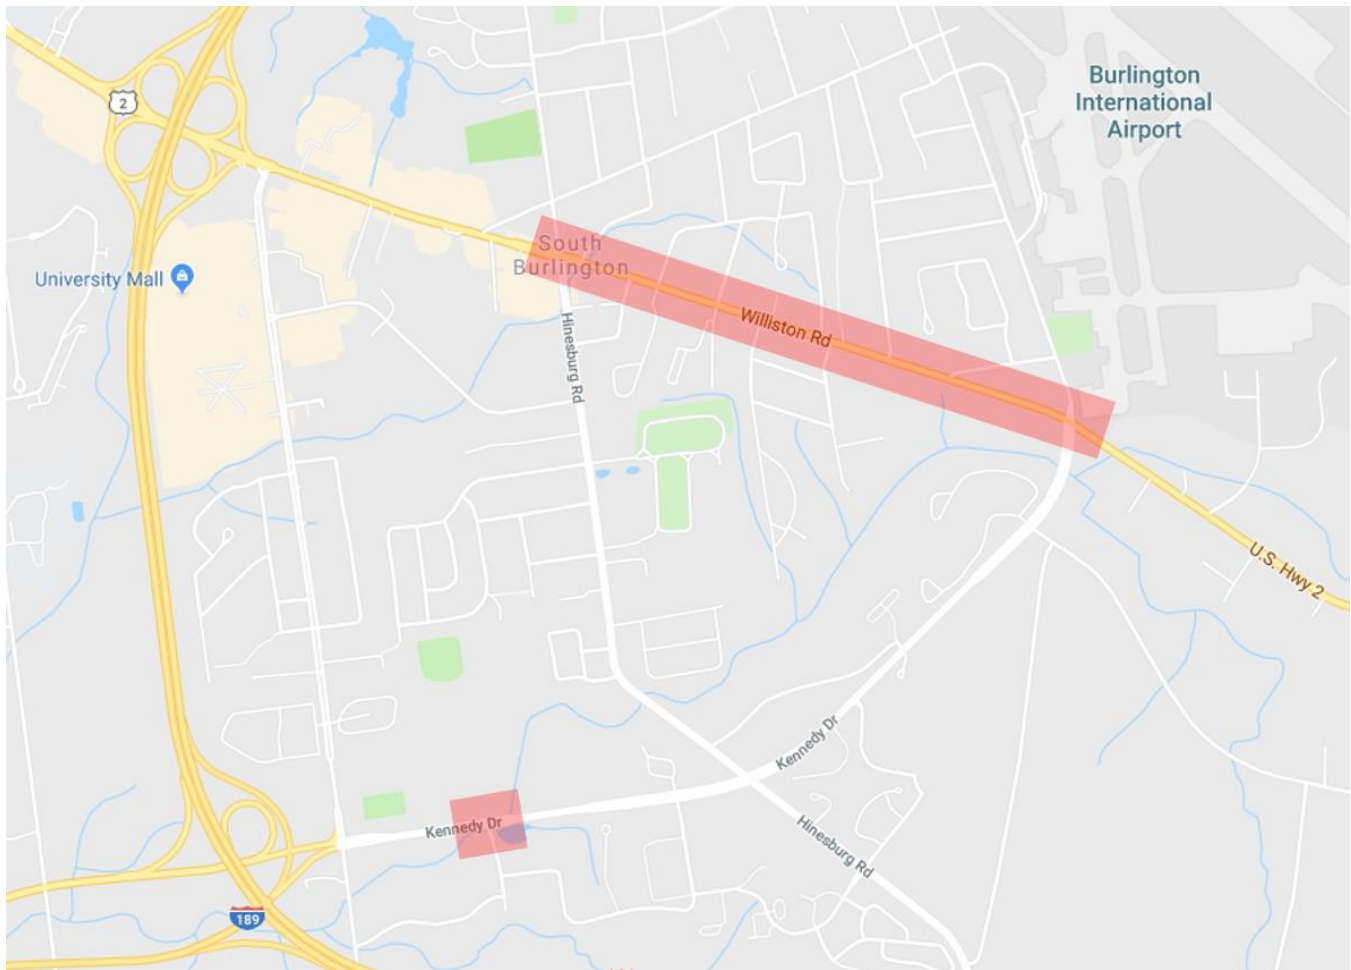 Burlington
International
Airport
2
South
Burlington
University Mall
Williston Rd
Hinesburg Rd
U.S. Hwy 2
Kennedy Dr
Kennedy Dr
Hinesburg Rd
189